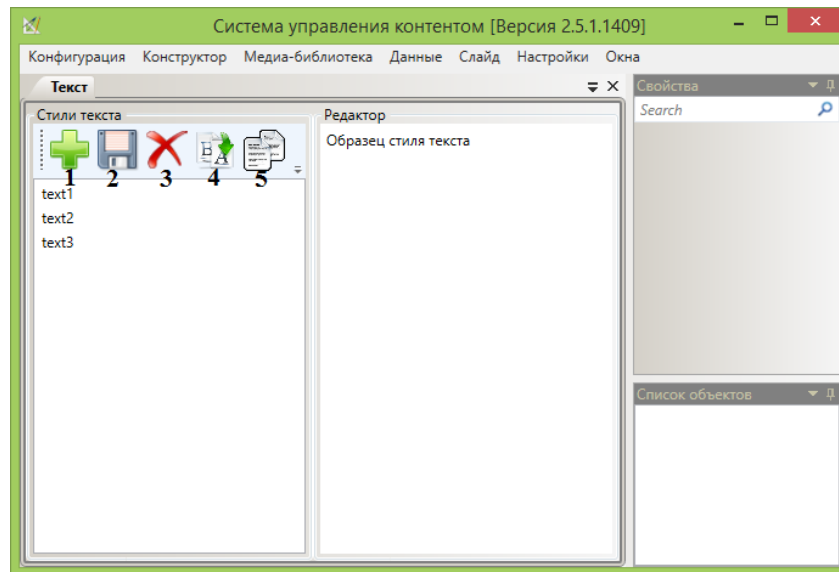 Система управления контентом [Версия 2.5.1.1409]
Конфигурация Конструктор Медиа-библиотека Данные Слайд Настройки Окна
Текст
Свойства
Search
Стили текста
Редактор
B A
1 2 3 4 5
Образец стиля текста
text1
text2
text3
Список объектов